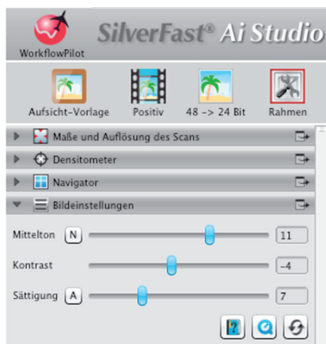 SilverFast® Ai Studio
WorkflowPilot
Aufsicht-Vorlage Positiv 48 -> 24 Bit Rahmen
Maße und Auflösung des Scans
Densitometer
Navigator
Bildeinstellungen
Mittelton N 11
Kontrast -4
Sättigung A 7